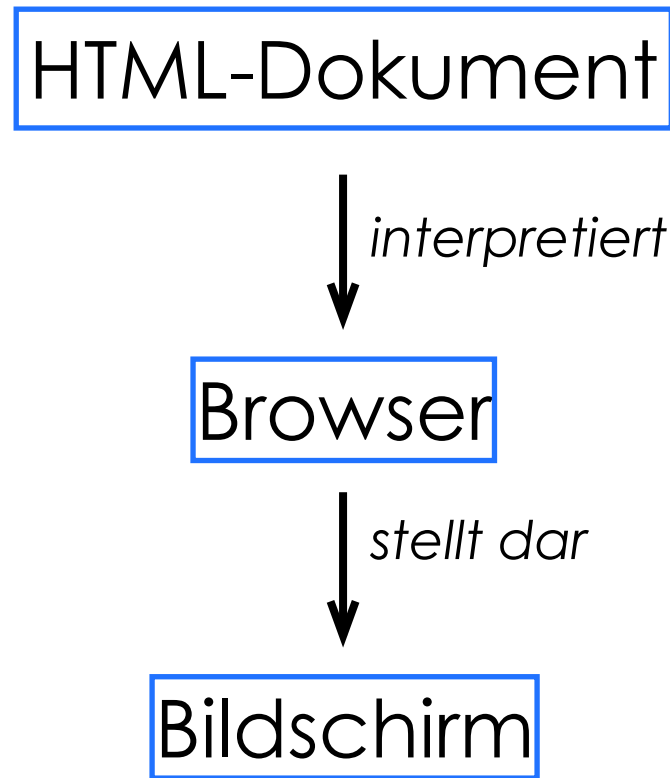 HTML-Dokument
interpretiert
Browser
stellt dar
Bildschirm